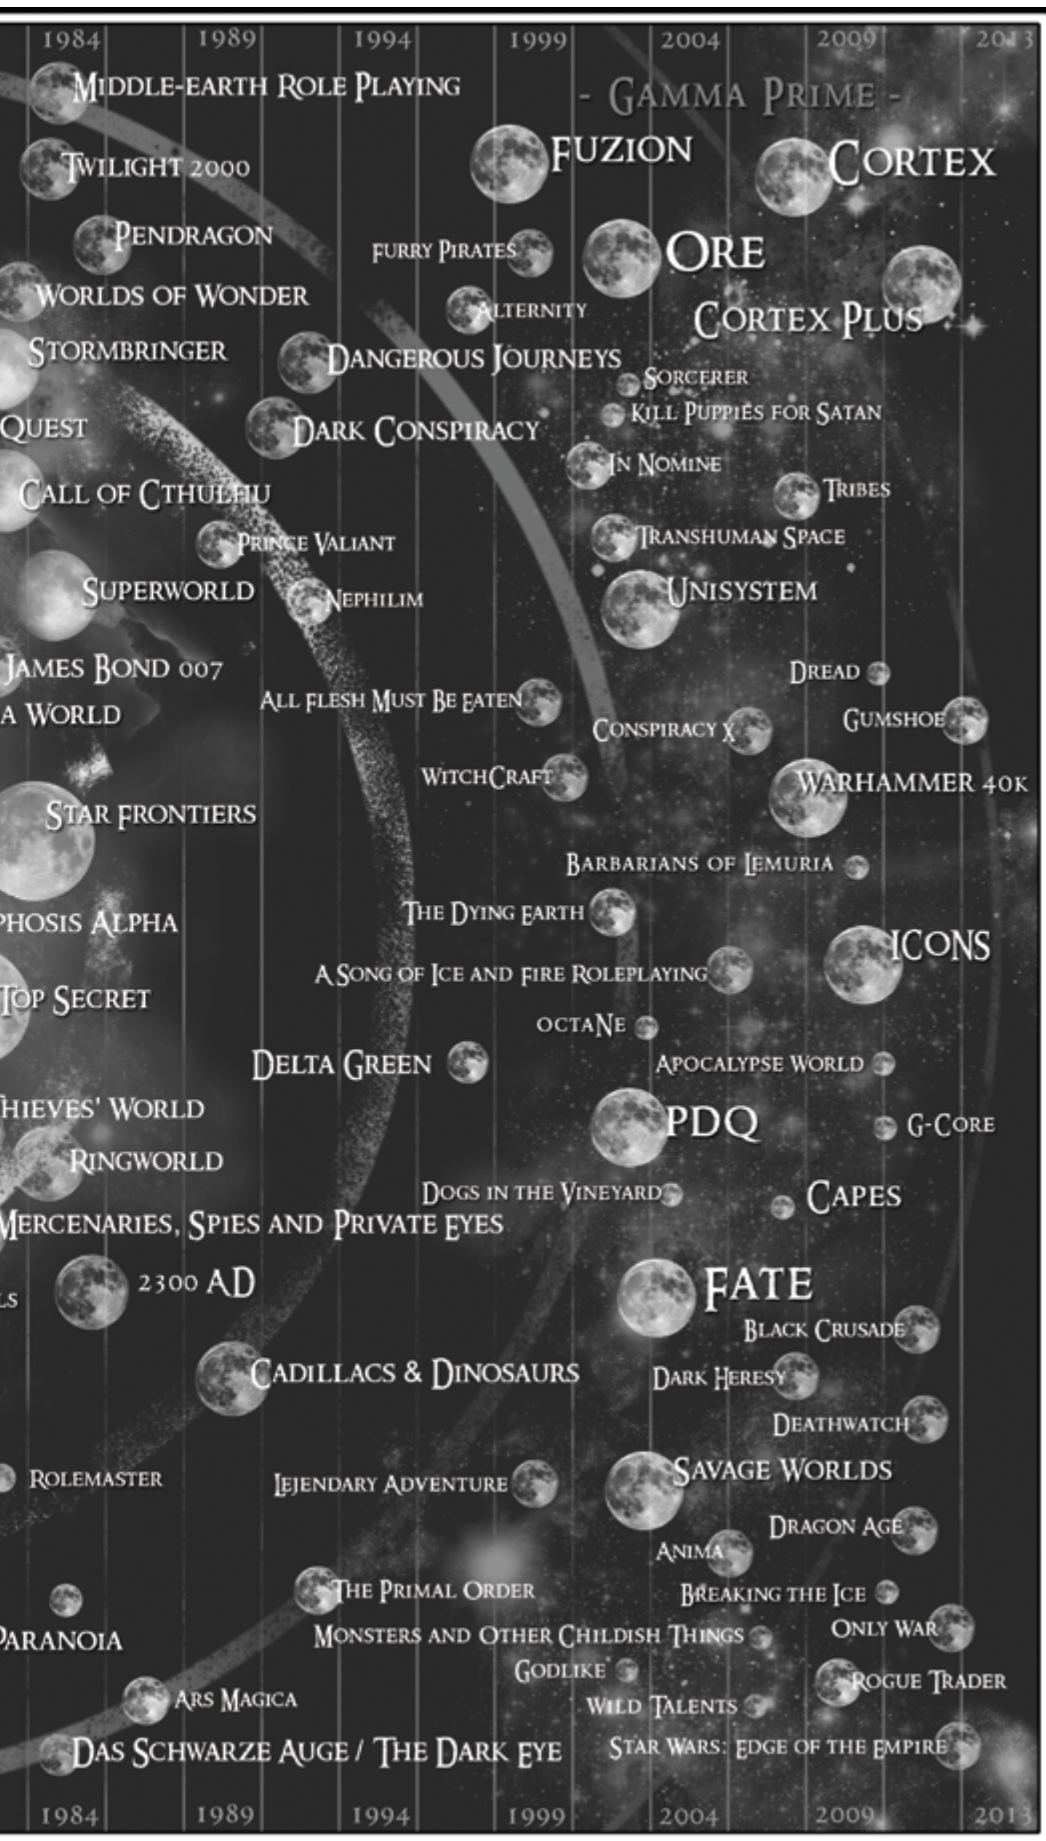 1984 1989 1994 1999 2004 2009 2013
Middle-earth Role Playing
- Gamma Prime -
Fuzion
Cortex
Twilight 2000
Pendragon
Furry Pirates
Ore
Worlds of Wonder
Alternity
Cortex Plus
Stormbringer
Dangerous Journeys
Sorcerer
Kill Puppies for Satan
Quest
Dark Conspiracy
In Nomine
Call of Cthulhu
Tribes
Prince Valiant
Transhuman Space
Superworld
Nephilim
Unisystem
James Bond 007
Dread
All Flesh Must Be Eaten
a World
Conspiracy X
Gumshoe
WitchCraft
Warhammer 40k
Star Frontiers
Barbarians of Lemuria
phosis Alpha
The Dying Earth
ICONS
A Song of Ice and Fire Roleplaying
Top Secret
octaNe
Delta Green
Apocalypse World
hieves' World
PDQ
G-Core
Ringworld
Dogs in the Vineyard
Capes
Mercenaries, Spies and Private Eyes
2300 AD
FATE
ls
Black Crusade
Cadillacs & Dinosaurs
Dark Heresy
Deathwatch
Rolemaster
Lejendary Adventure
Savage Worlds
Dragon Age
Anima
The Primal Order
Breaking the Ice
Paranoia
Monsters and Other Childish Things
Only War
Godlike
Rogue Trader
Ars Magica
Wild Talents
Das Schwarze Auge / The Dark Eye
Star Wars: Edge of the Empire
1984 1989 1994 1999 2004 2009 2013